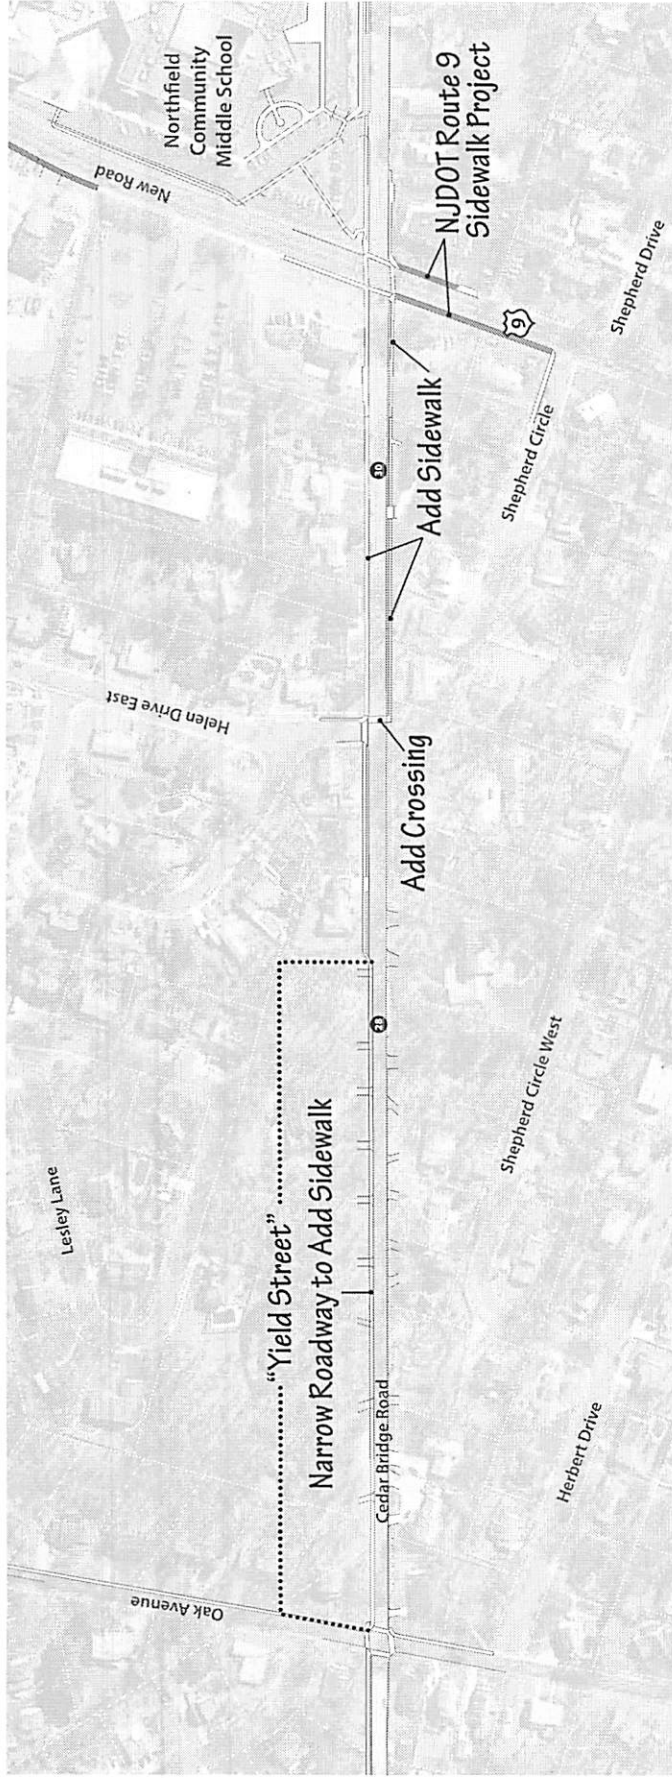 Northfield
Community
Middle School
New Road
NJDOT Route 9
Sidewalk Project
9
Shepherd Drive
Shepherd Circle
Add Sidewalk
30
Helen Drive East
Add Crossing
Lesley Lane
"Yield Street"
Narrow Roadway to Add Sidewalk
28
Cedar Bridge Road
Shepherd Circle West
Herbert Drive
Oak Avenue